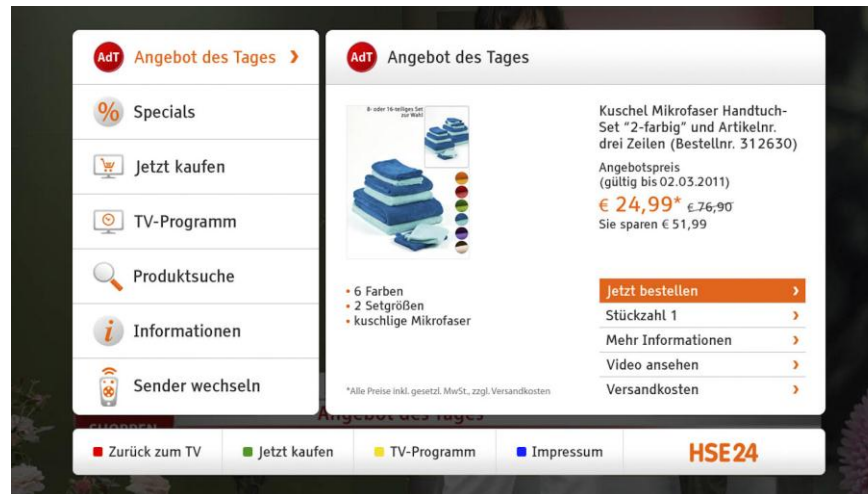 AdT Angebot des Tages
Specials
Jetzt kaufen
TV-Programm
Produktsuche
Informationen
Sender wechseln
AdT Angebot des Tages
8- oder 16-teiliges Set
zur Wahl
• 6 Farben
• 2 Setgrößen
• kuschlige Mikrofaser
*Alle Preise inkl. gesetzl. MwSt., zzgl. Versandkosten
Kuschel Mikrofaser Handtuch-
Set "2-farbig" und Artikelnr.
drei Zeilen (Bestellnr. 312630)
Angebotspreis
(gültig bis 02.03.2011)
€ 24,99* € 76,90
Sie sparen € 51,99
Jetzt bestellen
Stückzahl 1
Mehr Informationen
Video ansehen
Versandkosten
SHOPPEN
Angebot des Tages
Zurück zum TV
Jetzt kaufen
TV-Programm
Impressum
HSE24